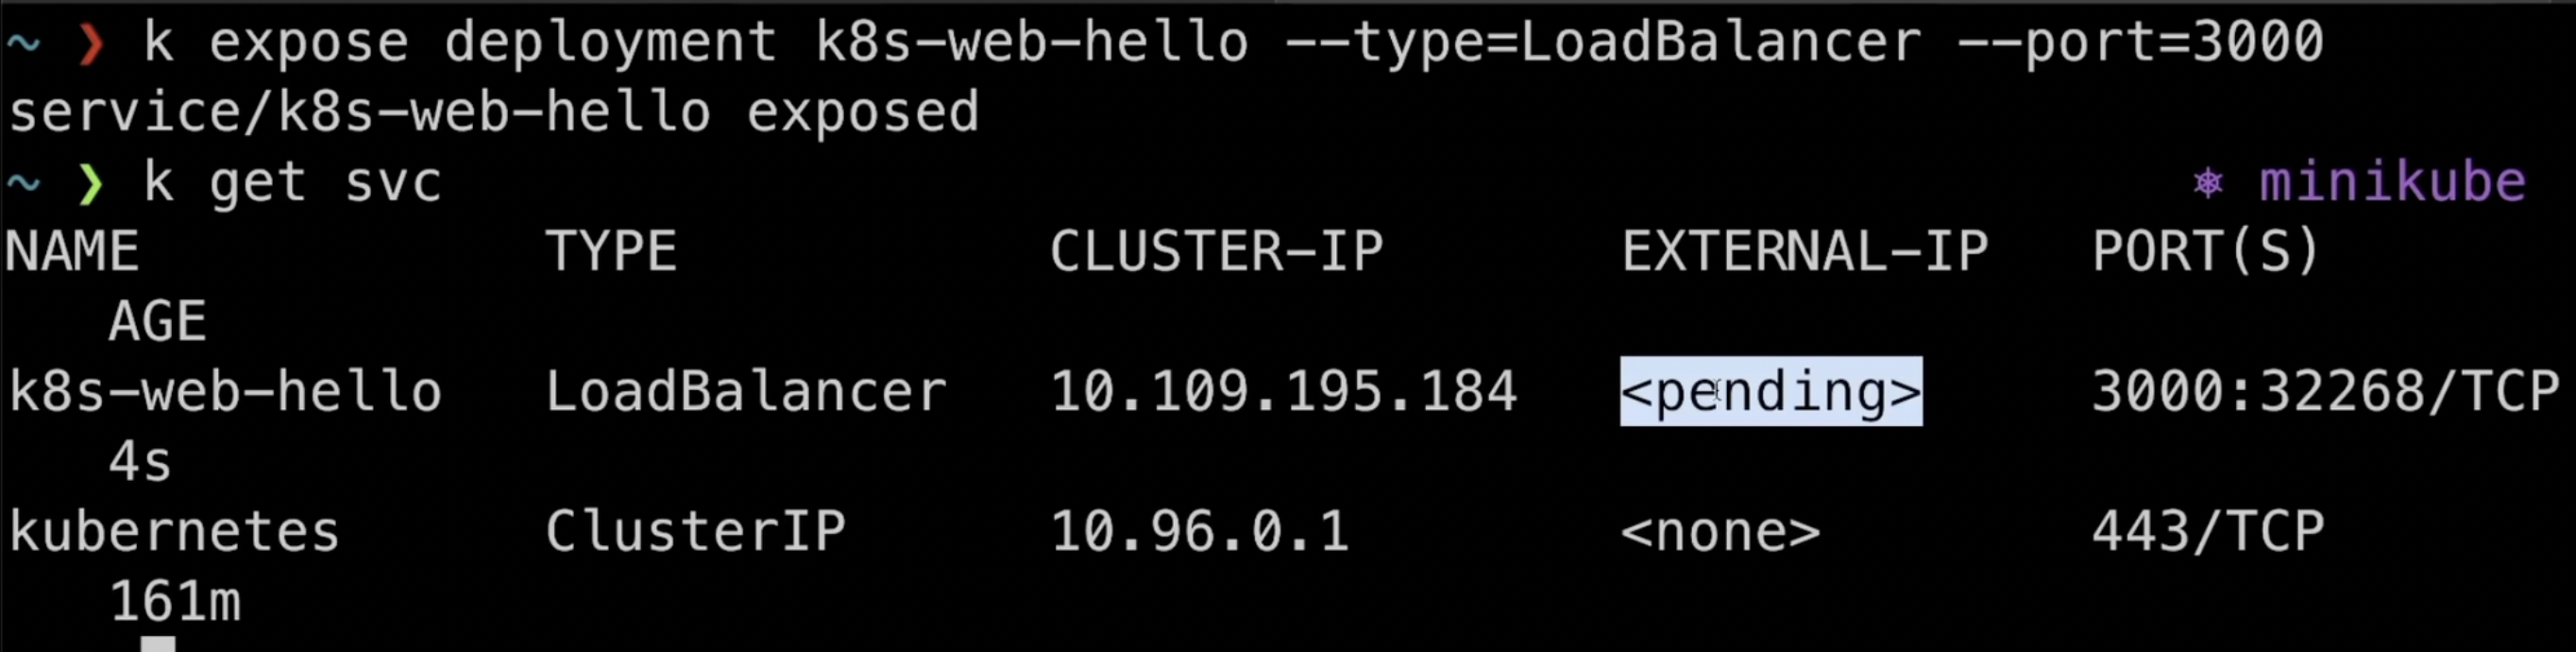 ~ ❯ k expose deployment k8s-web-hello --type=LoadBalancer --port=3000
service/k8s-web-hello exposed
~ ❯ k get svc ⎈ minikube
NAME TYPE CLUSTER-IP EXTERNAL-IP PORT(S)
AGE
k8s-web-hello LoadBalancer 10.109.195.184 <pending> 3000:32268/TCP
4s
kubernetes ClusterIP 10.96.0.1 <none> 443/TCP
161m